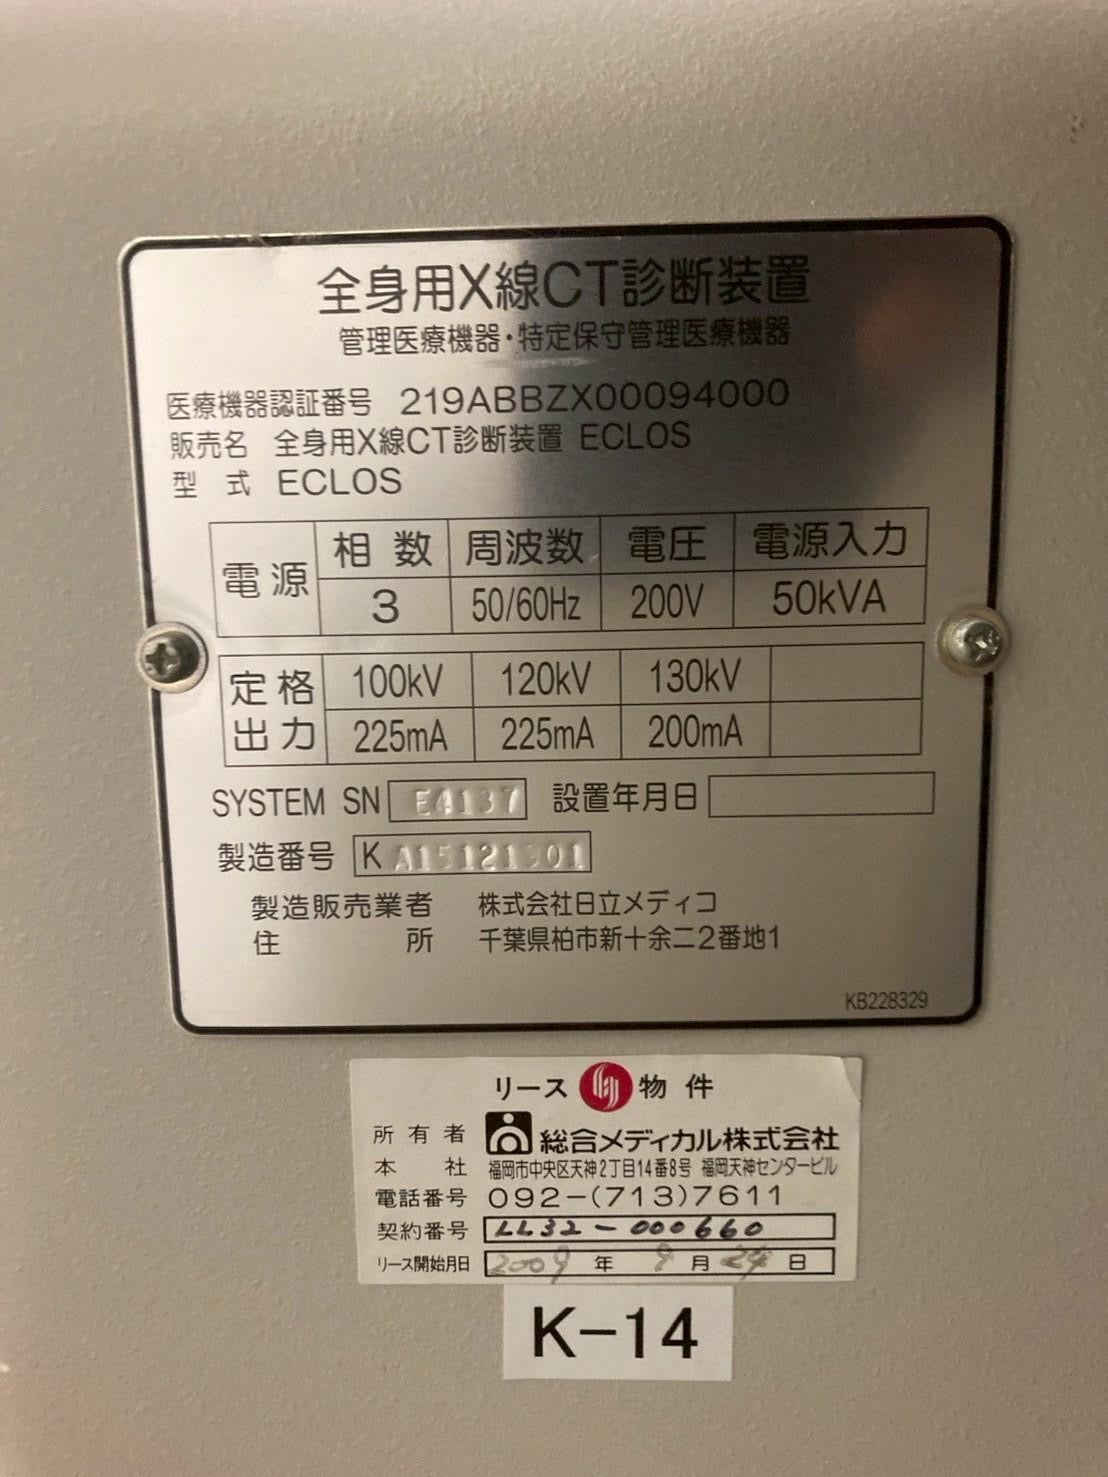 全身用X線CT診断装置
管理医療機器・特定保守管理医療機器
医療機器認証番号 219ABBZX00094000
販売名 全身用X線CT診断装置 ECLOS
型式 ECLOS
電源 相数 周波数 電圧 電源入力
3 50/60Hz 200V 50kVA
定格出力 100kV 120kV 130kV
225mA 225mA 200mA
SYSTEM SN E4137 設置年月日
製造番号 K
製造販売業者 株式会社日立メディコ
住所 千葉県柏市新十余二2番地1
KB228329
リース物件
所有者 総合メディカル株式会社
本社 福岡市中央区天神2丁目14番8号 福岡天神センタービル
電話番号 092-(713)7611
契約番号 LL32-000660
リース開始月日 2009年9月24日
K-14